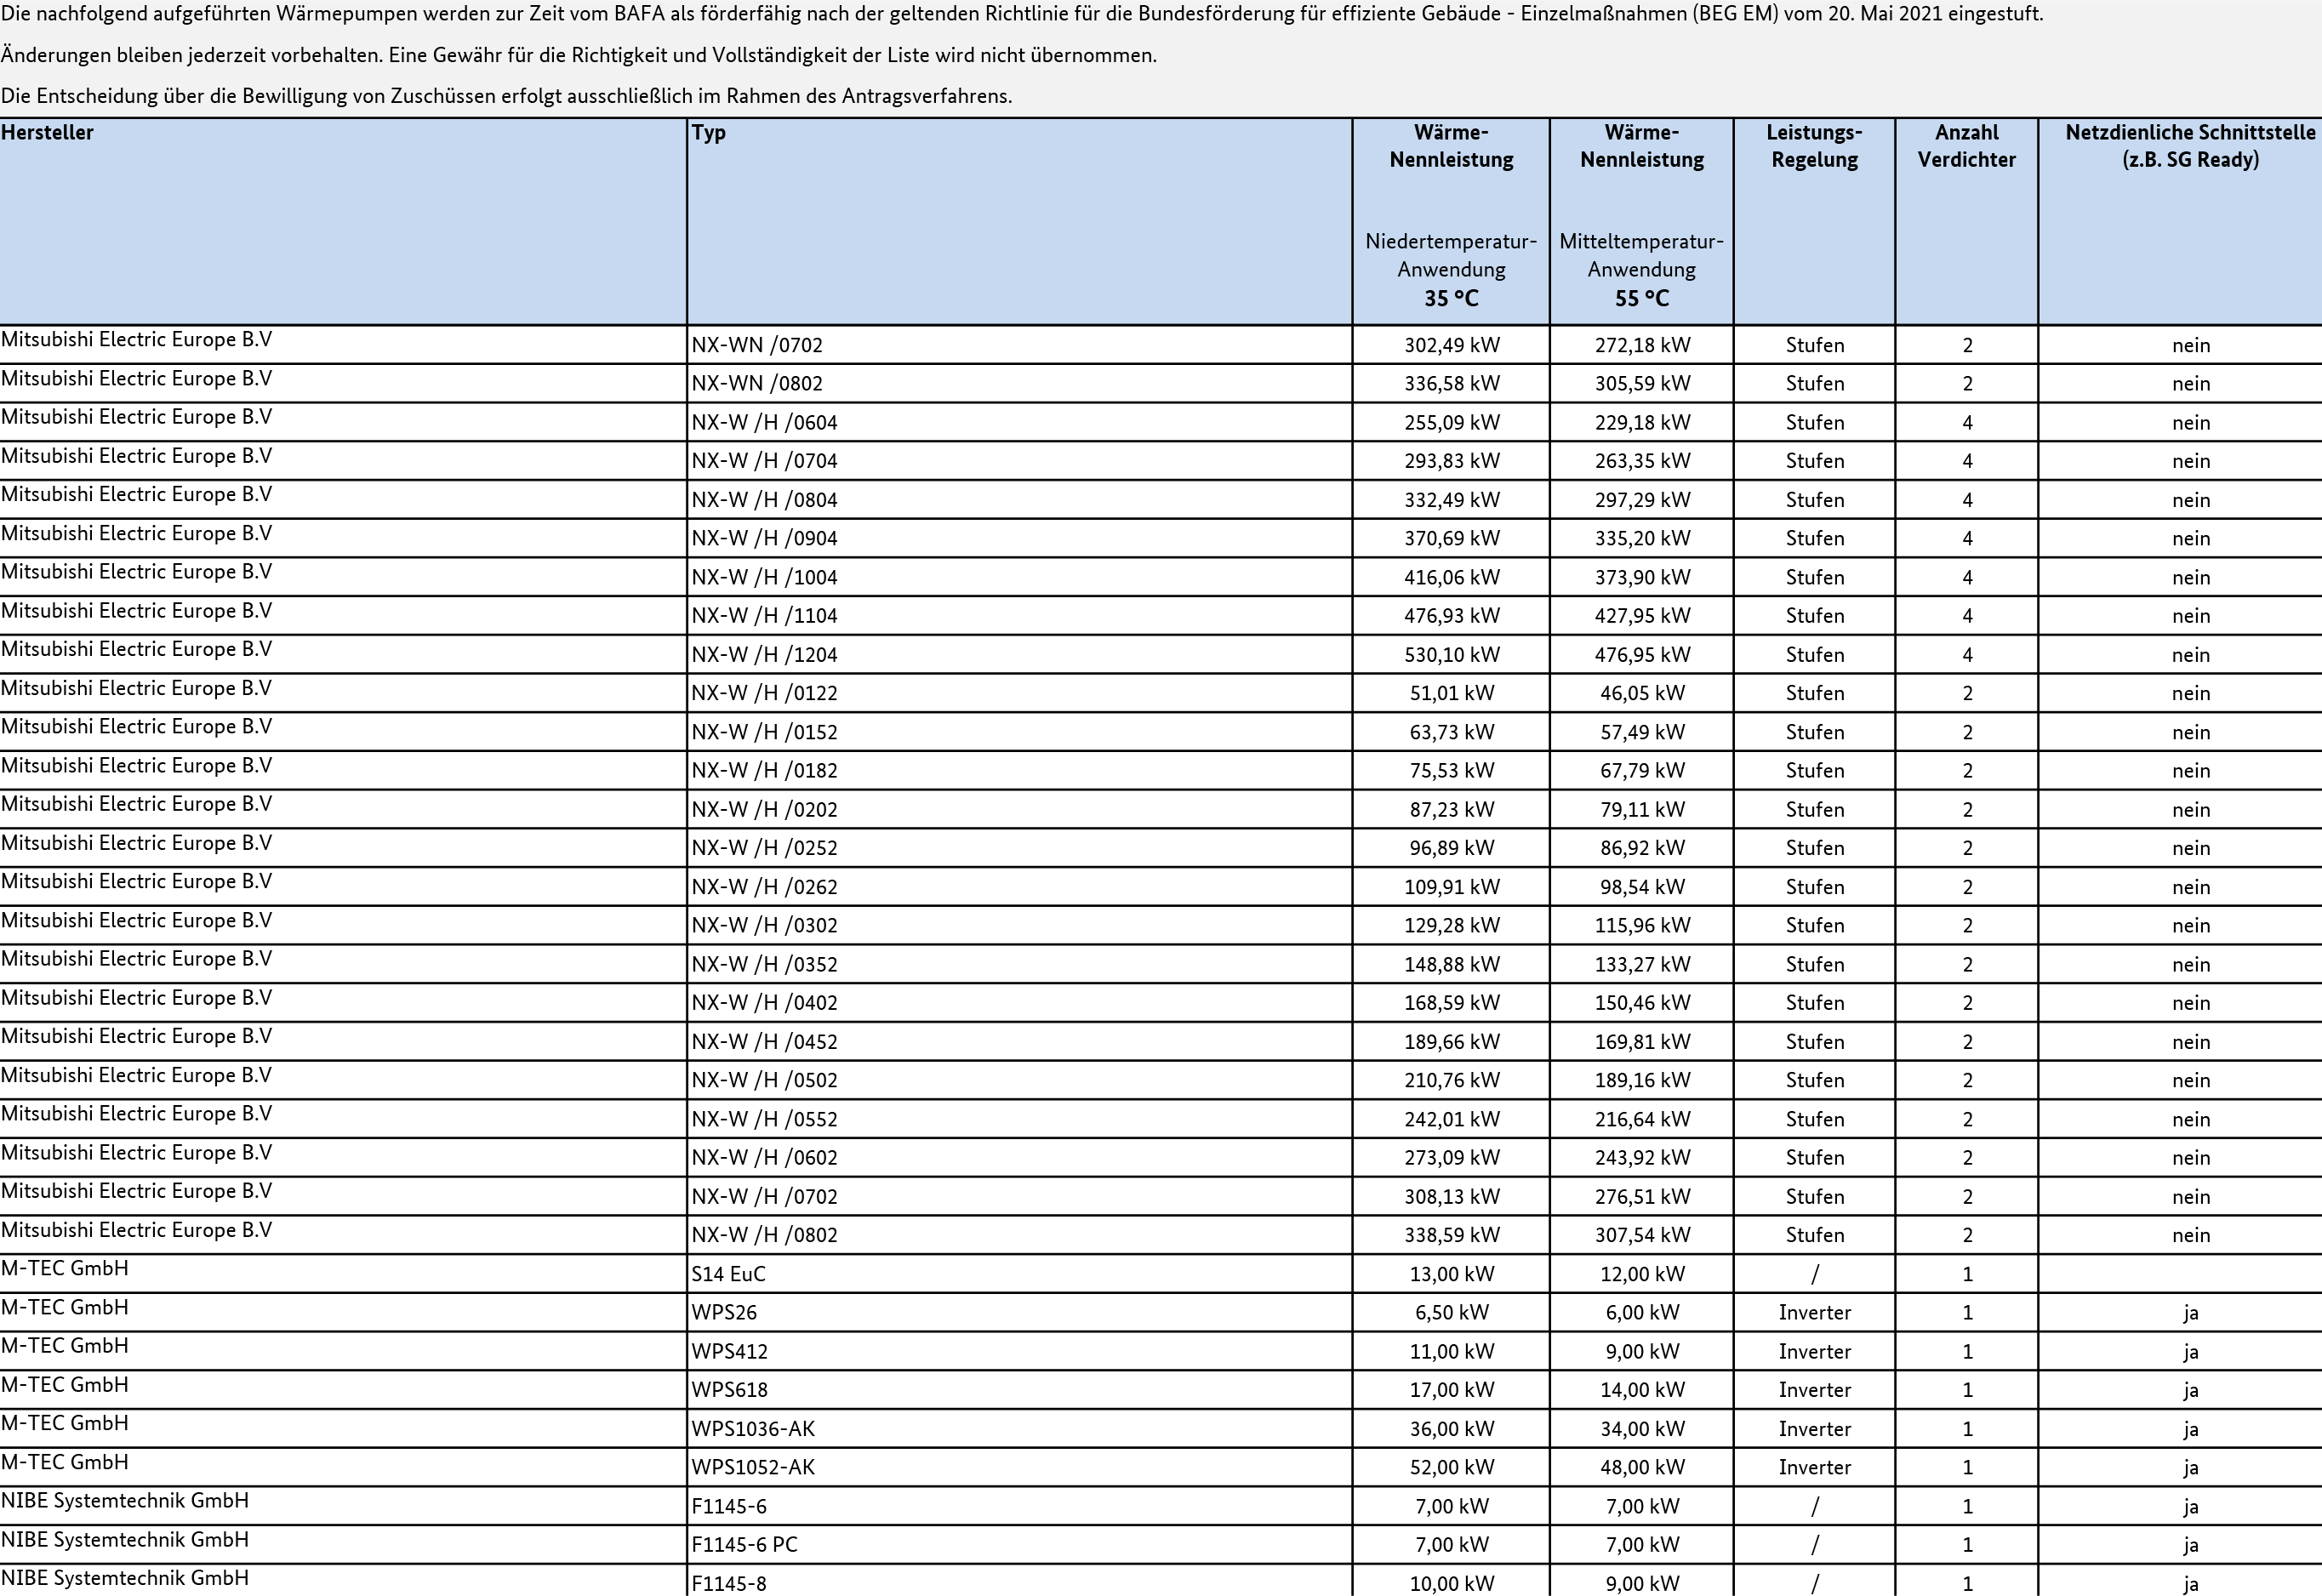 Die nachfolgend aufgeführten Wärmepumpen werden zur Zeit vom BAFA als förderfähig nach der geltenden Richtlinie für die Bundesförderung für effiziente Gebäude - Einzelmaßnahmen (BEG EM) vom 20. Mai 2021 eingestuft.
Änderungen bleiben jederzeit vorbehalten. Eine Gewähr für die Richtigkeit und Vollständigkeit der Liste wird nicht übernommen.
Die Entscheidung über die Bewilligung von Zuschüssen erfolgt ausschließlich im Rahmen des Antragsverfahrens.
Hersteller Typ Wärme- Wärme- Leistungs- Anzahl Netzdienliche Schnittstelle
Nennleistung Nennleistung Regelung Verdichter (z.B. SG Ready)
Niedertemperatur- Mitteltemperatur-
Anwendung Anwendung
35 °C 55 °C
Mitsubishi Electric Europe B.V NX-WN /0702 302,49 kW 272,18 kW Stufen 2 nein
Mitsubishi Electric Europe B.V NX-WN /0802 336,58 kW 305,59 kW Stufen 2 nein
Mitsubishi Electric Europe B.V NX-W /H /0604 255,09 kW 229,18 kW Stufen 4 nein
Mitsubishi Electric Europe B.V NX-W /H /0704 293,83 kW 263,35 kW Stufen 4 nein
Mitsubishi Electric Europe B.V NX-W /H /0804 332,49 kW 297,29 kW Stufen 4 nein
Mitsubishi Electric Europe B.V NX-W /H /0904 370,69 kW 335,20 kW Stufen 4 nein
Mitsubishi Electric Europe B.V NX-W /H /1004 416,06 kW 373,90 kW Stufen 4 nein
Mitsubishi Electric Europe B.V NX-W /H /1104 476,93 kW 427,95 kW Stufen 4 nein
Mitsubishi Electric Europe B.V NX-W /H /1204 530,10 kW 476,95 kW Stufen 4 nein
Mitsubishi Electric Europe B.V NX-W /H /0122 51,01 kW 46,05 kW Stufen 2 nein
Mitsubishi Electric Europe B.V NX-W /H /0152 63,73 kW 57,49 kW Stufen 2 nein
Mitsubishi Electric Europe B.V NX-W /H /0182 75,53 kW 67,79 kW Stufen 2 nein
Mitsubishi Electric Europe B.V NX-W /H /0202 87,23 kW 79,11 kW Stufen 2 nein
Mitsubishi Electric Europe B.V NX-W /H /0252 96,89 kW 86,92 kW Stufen 2 nein
Mitsubishi Electric Europe B.V NX-W /H /0262 109,91 kW 98,54 kW Stufen 2 nein
Mitsubishi Electric Europe B.V NX-W /H /0302 129,28 kW 115,96 kW Stufen 2 nein
Mitsubishi Electric Europe B.V NX-W /H /0352 148,88 kW 133,27 kW Stufen 2 nein
Mitsubishi Electric Europe B.V NX-W /H /0402 168,59 kW 150,46 kW Stufen 2 nein
Mitsubishi Electric Europe B.V NX-W /H /0452 189,66 kW 169,81 kW Stufen 2 nein
Mitsubishi Electric Europe B.V NX-W /H /0502 210,76 kW 189,16 kW Stufen 2 nein
Mitsubishi Electric Europe B.V NX-W /H /0552 242,01 kW 216,64 kW Stufen 2 nein
Mitsubishi Electric Europe B.V NX-W /H /0602 273,09 kW 243,92 kW Stufen 2 nein
Mitsubishi Electric Europe B.V NX-W /H /0702 308,13 kW 276,51 kW Stufen 2 nein
Mitsubishi Electric Europe B.V NX-W /H /0802 338,59 kW 307,54 kW Stufen 2 nein
M-TEC GmbH S14 EuC 13,00 kW 12,00 kW / 1
M-TEC GmbH WPS26 6,50 kW 6,00 kW Inverter 1 ja
M-TEC GmbH WPS412 11,00 kW 9,00 kW Inverter 1 ja
M-TEC GmbH WPS618 17,00 kW 14,00 kW Inverter 1 ja
M-TEC GmbH WPS1036-AK 36,00 kW 34,00 kW Inverter 1 ja
M-TEC GmbH WPS1052-AK 52,00 kW 48,00 kW Inverter 1 ja
NIBE Systemtechnik GmbH F1145-6 7,00 kW 7,00 kW / 1 ja
NIBE Systemtechnik GmbH F1145-6 PC 7,00 kW 7,00 kW / 1 ja
NIBE Systemtechnik GmbH F1145-8 10,00 kW 9,00 kW / 1 ja